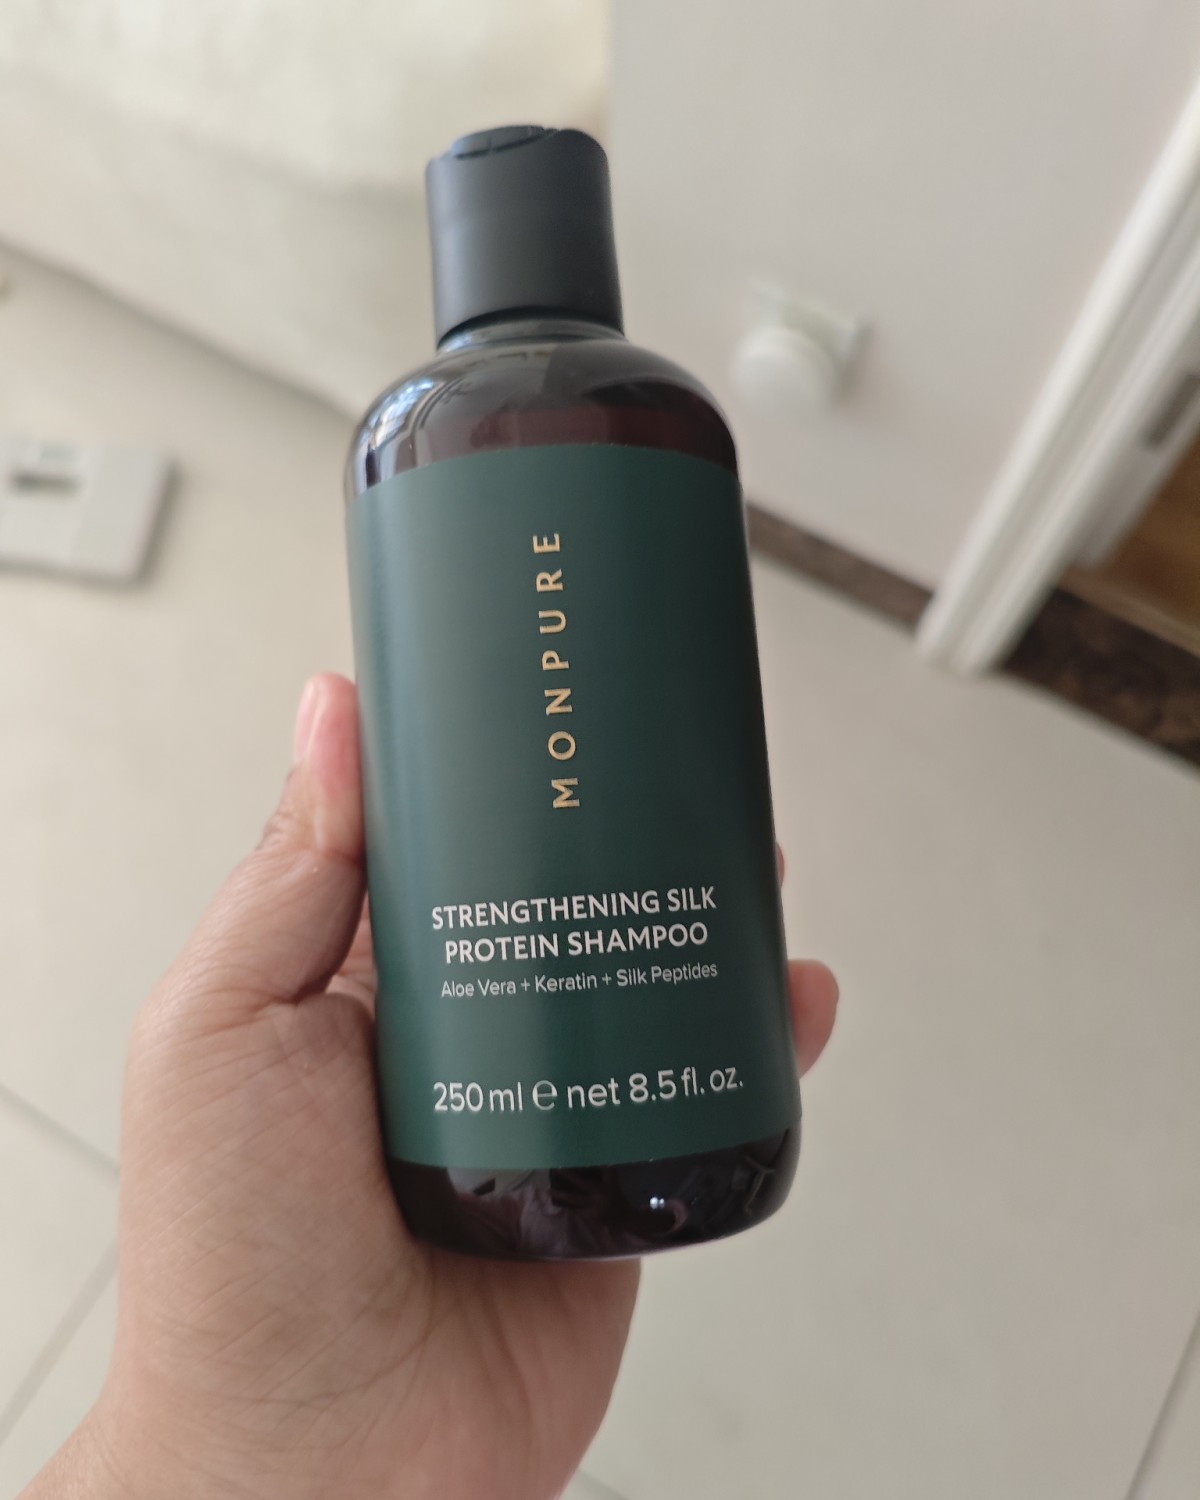 MONPURE
STRENGTHENING SILK
PROTEIN SHAMPOO
Aloe Vera + Keratin + Silk Peptides
250 ml ℮ net 8.5 fl. oz.